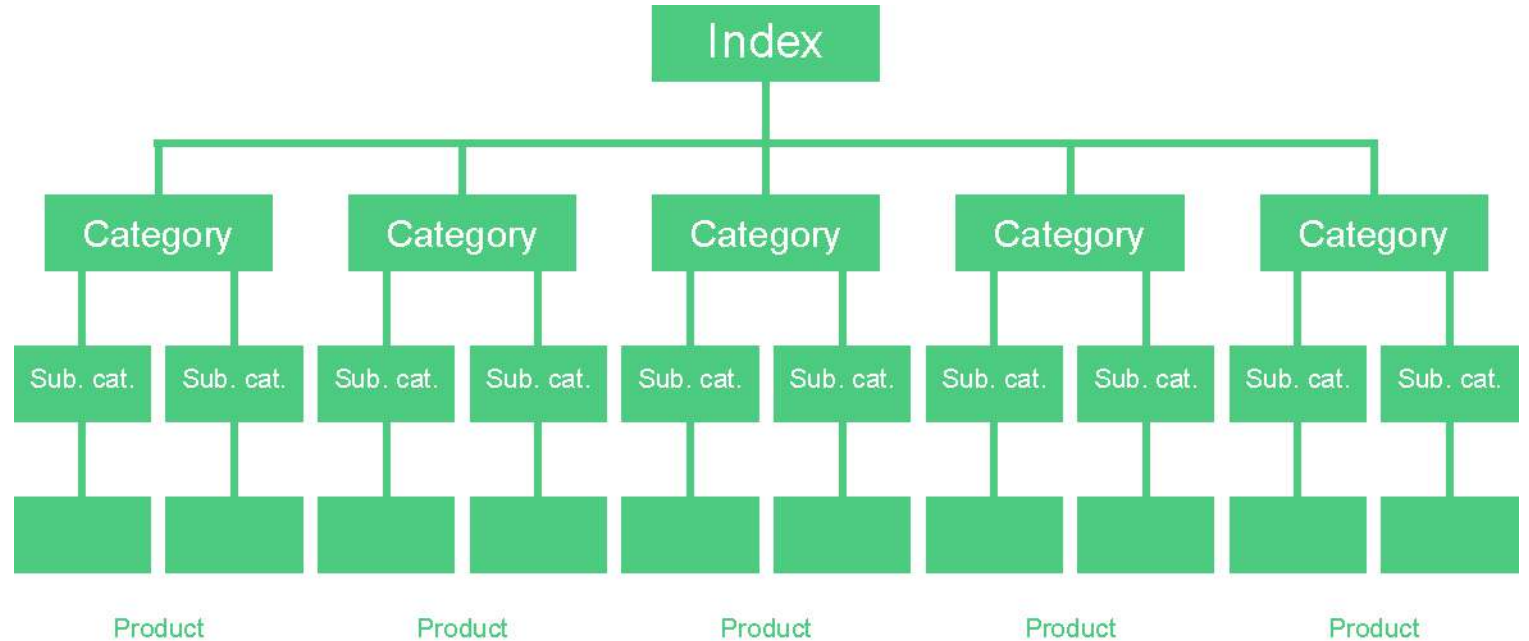 Index
Category Category Category Category Category
Sub. cat. Sub. cat. Sub. cat. Sub. cat. Sub. cat. Sub. cat. Sub. cat. Sub. cat. Sub. cat. Sub. cat.
Product Product Product Product Product